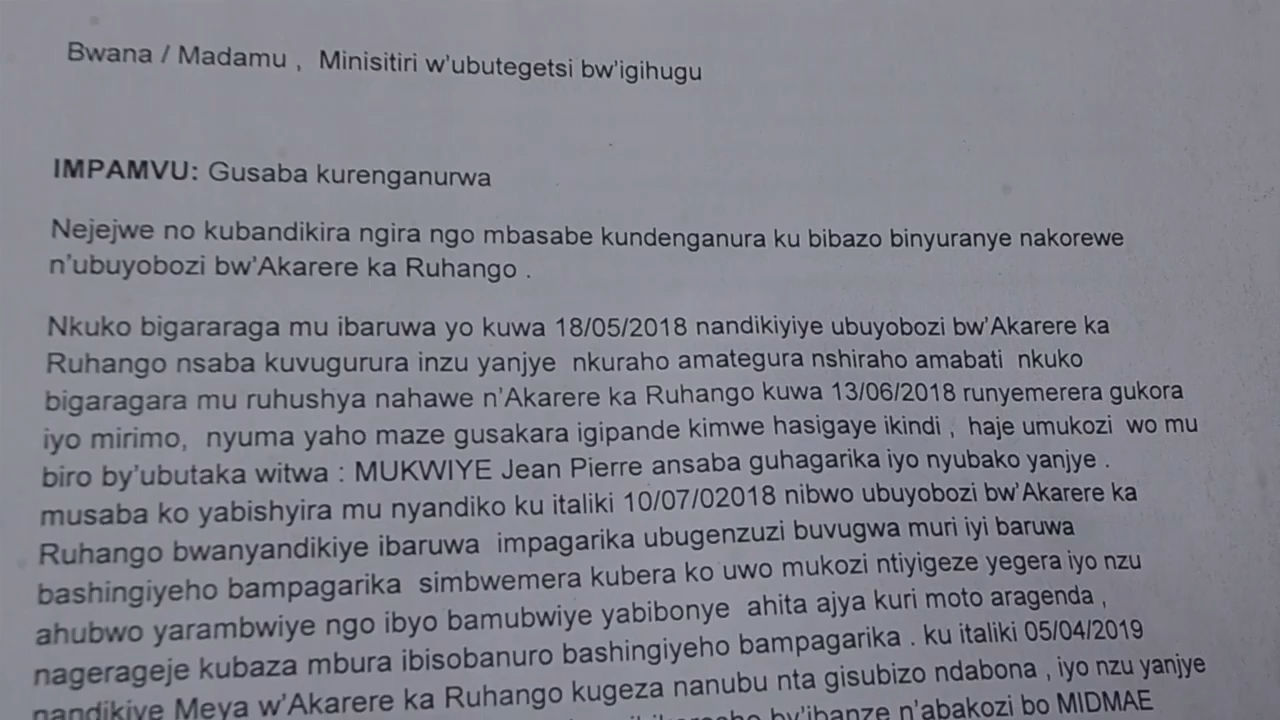 Bwana / Madamu , Minisitiri w'ubutegetsi bw'igihugu
IMPAMVU: Gusaba kurenganurwa
Nejejwe no kubandikira ngira ngo mbasabe kundenganura ku bibazo binyuranye nakorewe
n'ubuyobozi bw'Akarere ka Ruhango .
Nkuko bigararaga mu ibaruwa yo kuwa 18/05/2018 nandikiyiye ubuyobozi bw'Akarere ka
Ruhango nsaba kuvugurura inzu yanjye nkuraho amategura nshiraho amabati nkuko
bigaragara mu ruhushya nahawe n'Akarere ka Ruhango kuwa 13/06/2018 runyemerera gukora
iyo mirimo, nyuma yaho maze gusakara igipande kimwe hasigaye ikindi , haje umukozi wo mu
biro by'ubutaka witwa : MUKWIYE Jean Pierre ansaba guhagarika iyo nyubako yanjye .
musaba ko yabishyira mu nyandiko ku italiki 10/07/02018 nibwo ubuyobozi bw'Akarere ka
Ruhango bwanyandikiye ibaruwa impagarika ubugenzuzi buvugwa muri iyi baruwa
bashingiyeho bampagarika simbwemera kubera ko uwo mukozi ntiyigeze yegera iyo nzu
ahubwo yarambwiye ngo ibyo bamubwiye yabibonye ahita ajya kuri moto aragenda ,
nagerageje kubaza mbura ibisobanuro bashingiyeho bampagarika . ku italiki 05/04/2019
nandikiye Meya w'Akarere ka Ruhango kugeza nanubu nta gisubizo ndabona , iyo nzu yanjye
by'ibanze n'abakozi bo MIDMAE